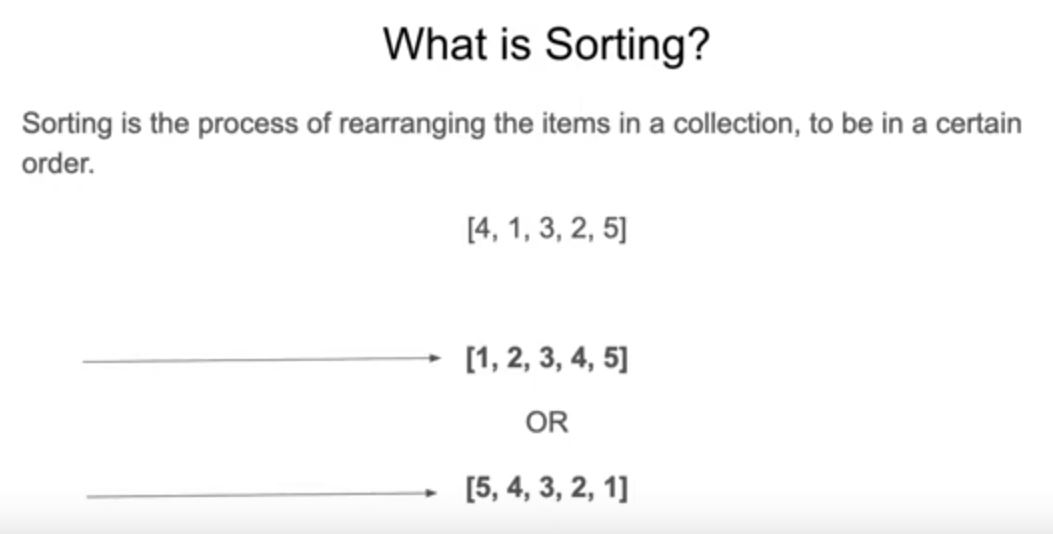 What is Sorting?
Sorting is the process of rearranging the items in a collection, to be in a certain
order.
[4, 1, 3, 2, 5]
[1, 2, 3, 4, 5]
OR
[5, 4, 3, 2, 1]